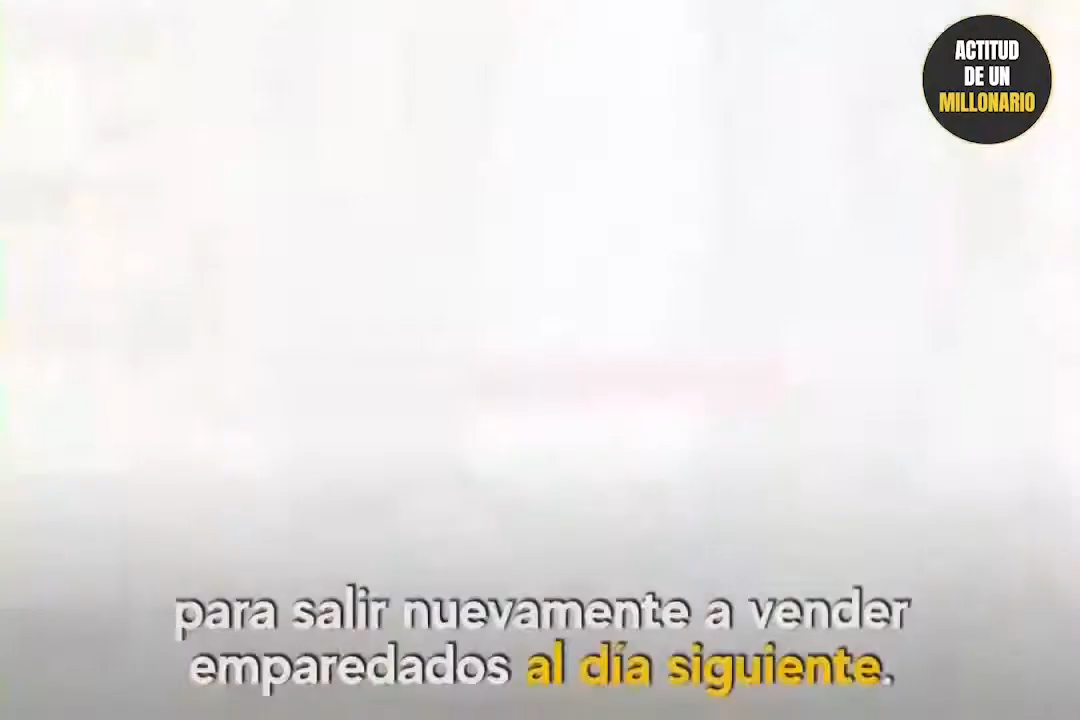 ACTITUD
DE UN
MILLONARIO
para salir nuevamente a vender
emparedados al día siguiente.